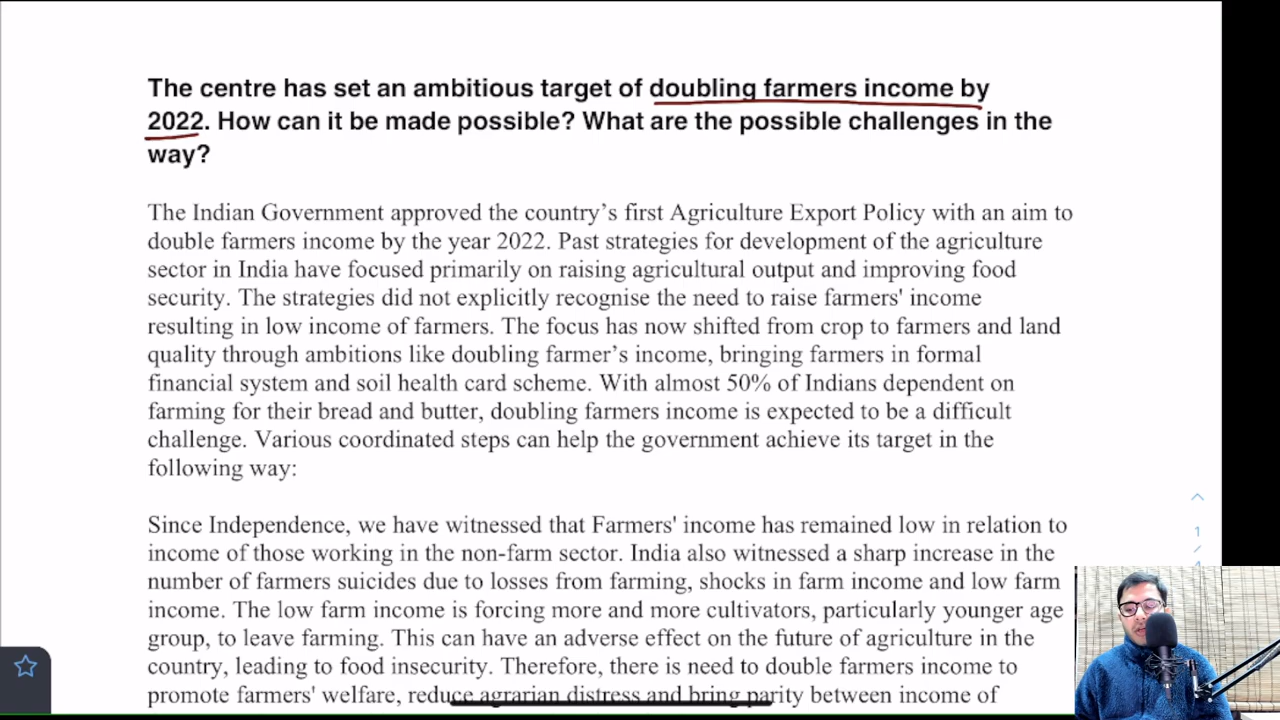 The centre has set an ambitious target of doubling farmers income by
2022. How can it be made possible? What are the possible challenges in the
way?
The Indian Government approved the country’s first Agriculture Export Policy with an aim to
double farmers income by the year 2022. Past strategies for development of the agriculture
sector in India have focused primarily on raising agricultural output and improving food
security. The strategies did not explicitly recognise the need to raise farmers' income
resulting in low income of farmers. The focus has now shifted from crop to farmers and land
quality through ambitions like doubling farmer’s income, bringing farmers in formal
financial system and soil health card scheme. With almost 50% of Indians dependent on
farming for their bread and butter, doubling farmers income is expected to be a difficult
challenge. Various coordinated steps can help the government achieve its target in the
following way:
Since Independence, we have witnessed that Farmers' income has remained low in relation to
income of those working in the non-farm sector. India also witnessed a sharp increase in the
number of farmers suicides due to losses from farming, shocks in farm income and low farm
income. The low farm income is forcing more and more cultivators, particularly younger age
group, to leave farming. This can have an adverse effect on the future of agriculture in the
country, leading to food insecurity. Therefore, there is need to double farmers income to
promote farmers' welfare, reduce agrarian distress and bring parity between income of
1
/